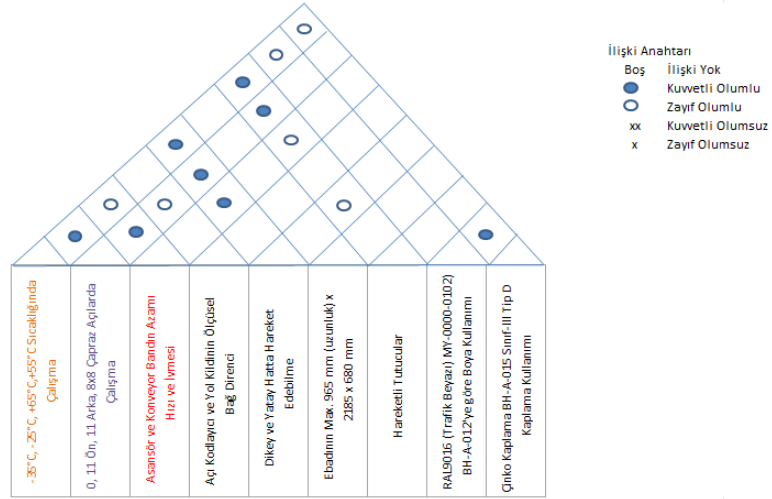 İlişki Anahtarı
Boş İlişki Yok
Kuvvetli Olumlu
Zayıf Olumlu
xx Kuvvetli Olumsuz
x Zayıf Olumsuz
-35°C, -25°C, +65°C,+55°C Sıcaklığında
Çalışma
0, 11 Ön, 11 Arka, 8x8 Çapraz Açılarda
Çalışma
Asansör ve Konveyor Bandın Azamı
Hızı ve İvmesi
Açı Kodlayıcı ve Yol Kildinin Ölçüsel
Bağ Direnci
Dikey ve Yatay Hatta Hareket
Edebilme
Ebadının Max. 965 mm (uzunluk) x
2185 x 680 mm
Hareketli Tutucular
RAL9016 (Trafik Beyazı) MY-0000-0102)
BH-A-012'ye göre Boya Kullanımı
Çinko Kaplama BH-A-015 Sınıf-III Tip D
Kaplama Kullanımı